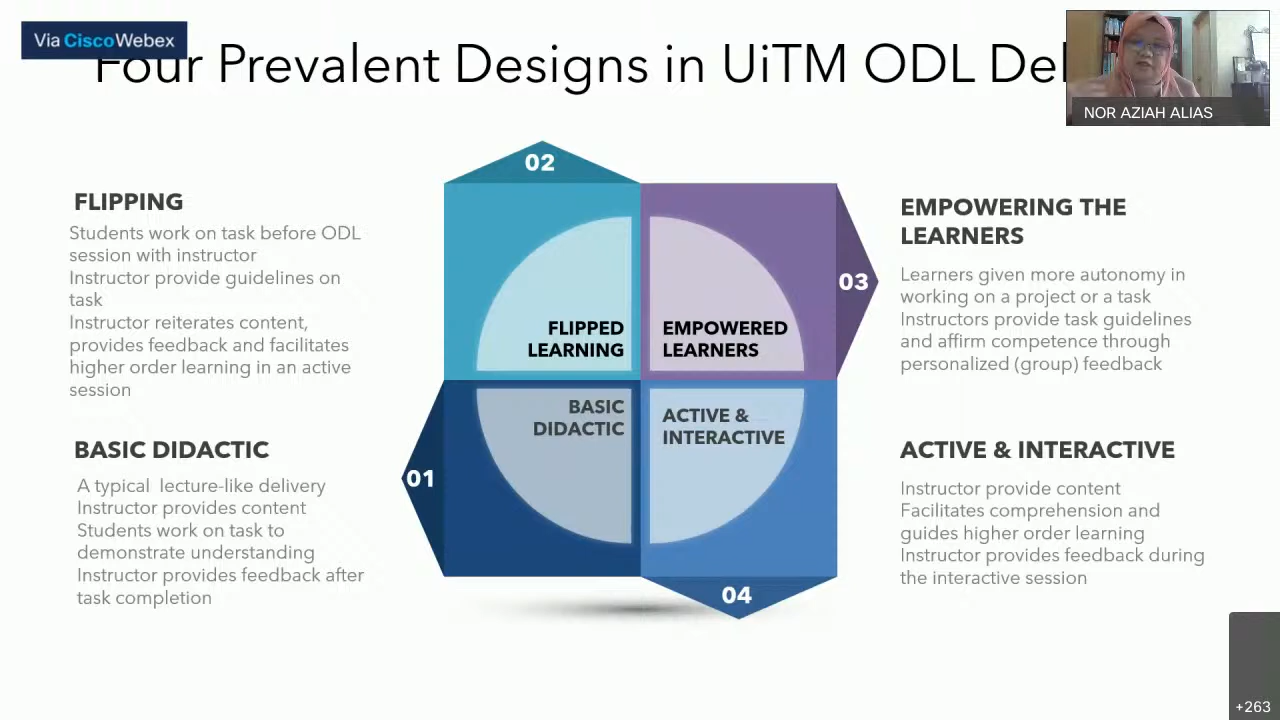 Via Cisco Webex
Four Prevalent Designs in UiTM ODL
NOR AZIAH ALIAS
02
FLIPPING
Students work on task before ODL
session with instructor
Instructor provide guidelines on
task
Instructor reiterates content,
provides feedback and facilitates
higher order learning in an active
session
FLIPPED
LEARNING
EMPOWERED
LEARNERS
03
EMPOWERING THE
LEARNERS
Learners given more autonomy in
working on a project or a task
Instructors provide task guidelines
and affirm competence through
personalized (group) feedback
BASIC DIDACTIC
A typical lecture-like delivery
Instructor provides content
Students work on task to
demonstrate understanding
Instructor provides feedback after
task completion
01
BASIC
DIDACTIC
ACTIVE &
INTERACTIVE
04
ACTIVE & INTERACTIVE
Instructor provide content
Facilitates comprehension and
guides higher order learning
Instructor provides feedback during
the interactive session
+263